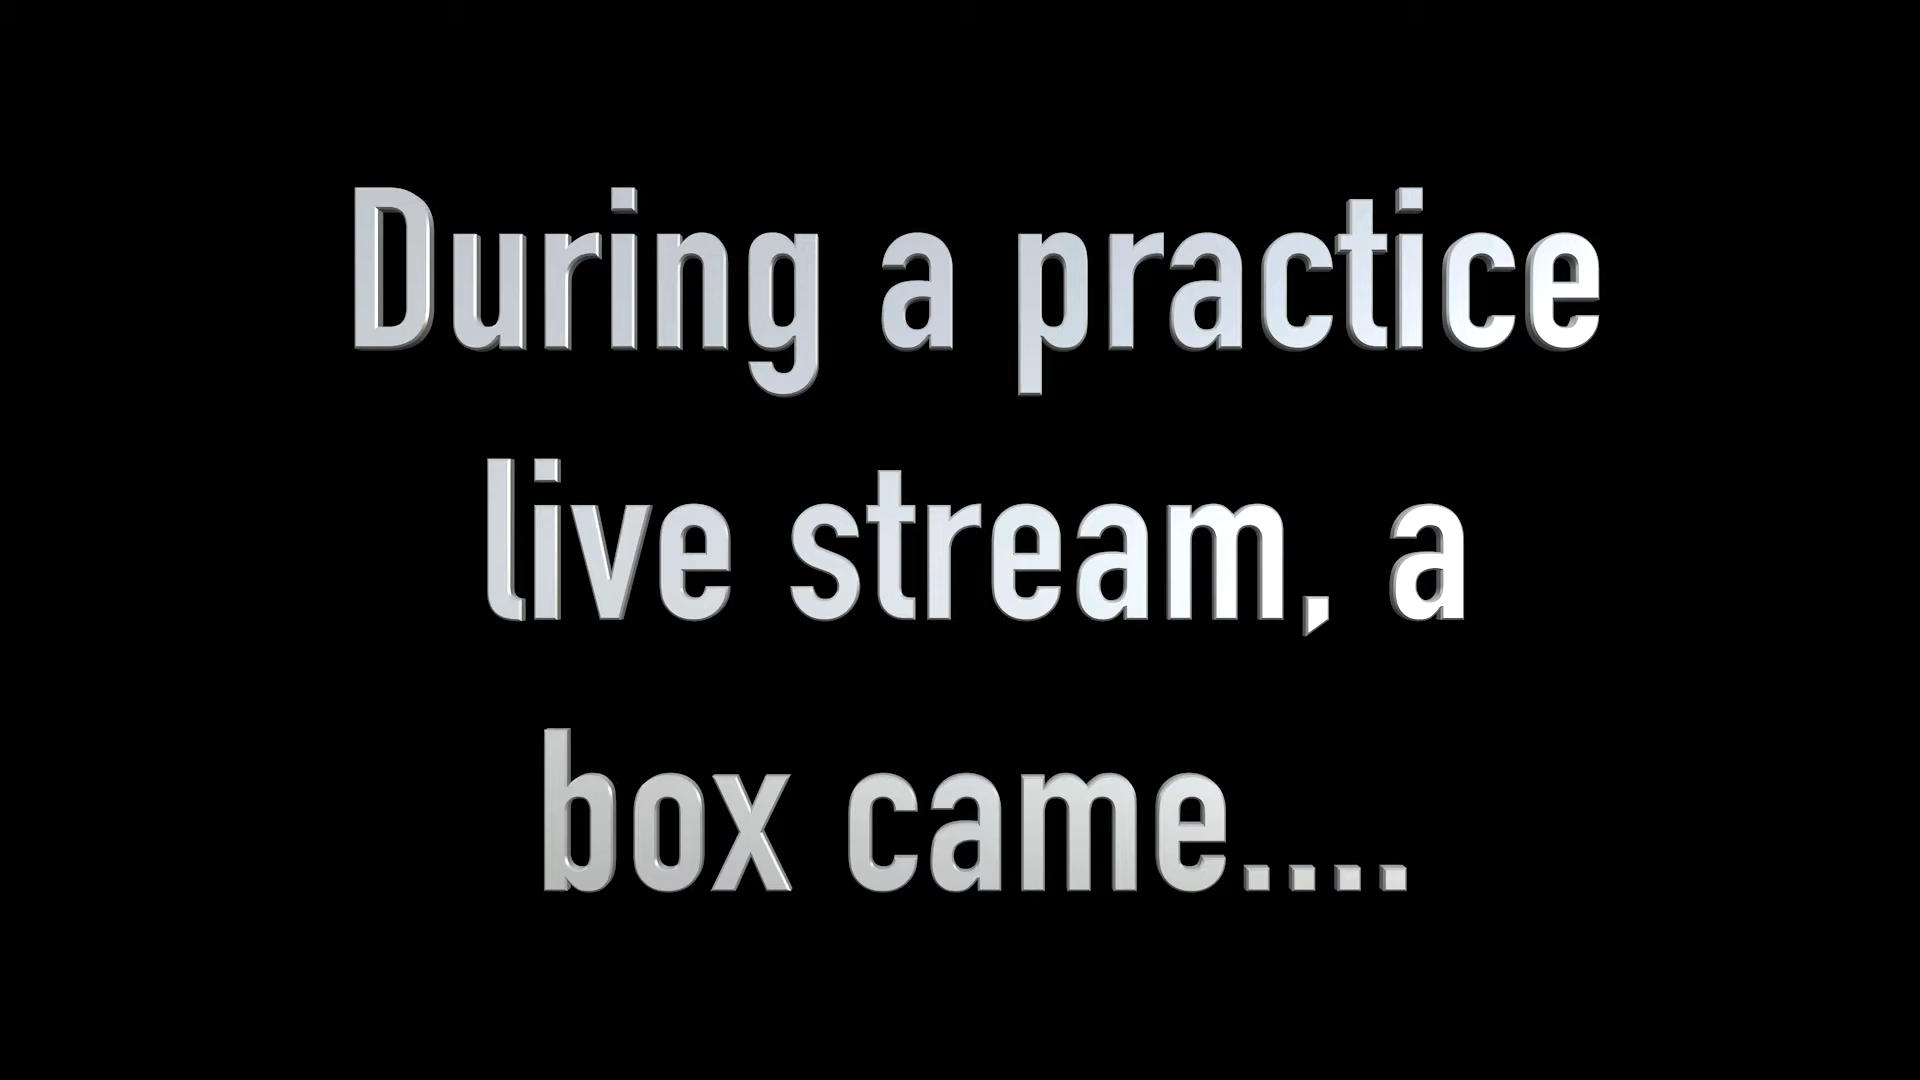 During a practice
live stream, a
box came....